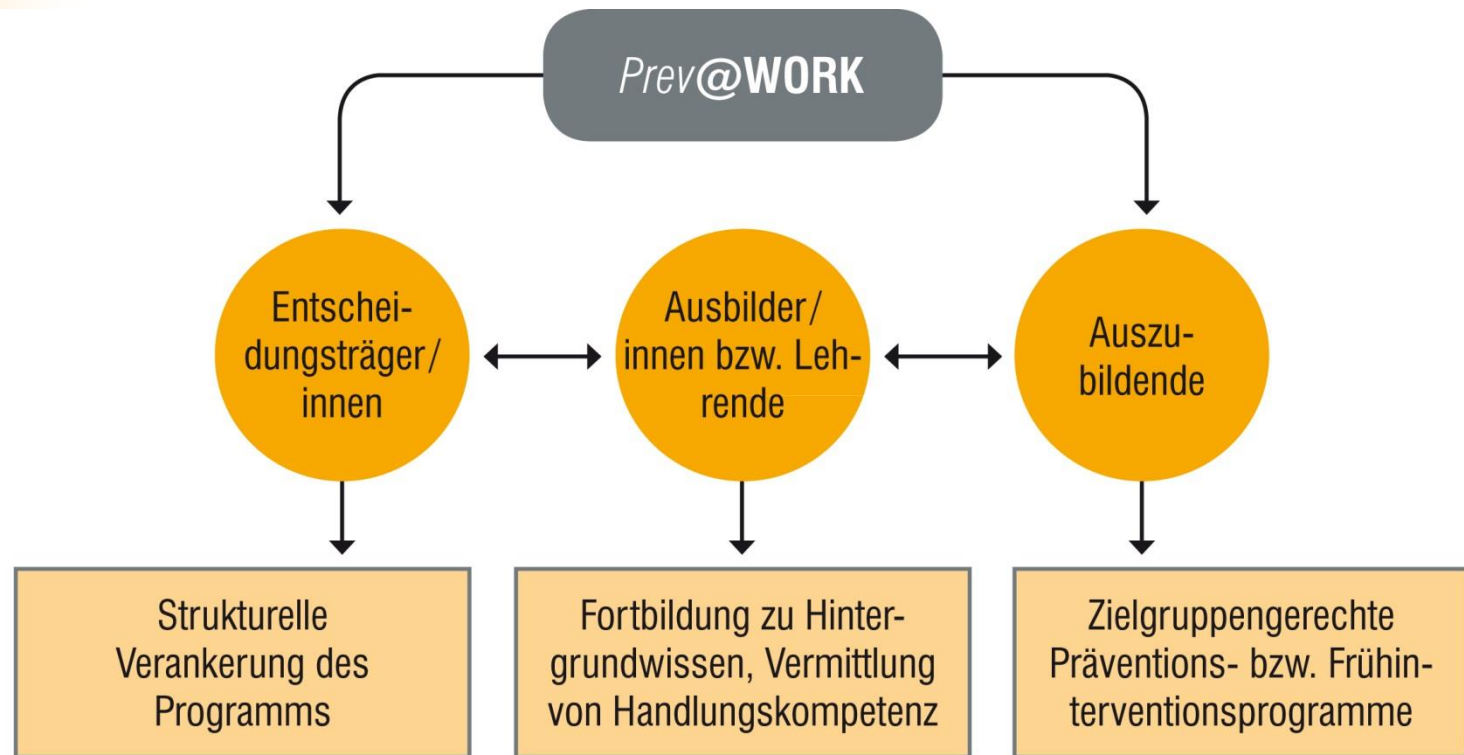 Prev@WORK
Entschei-
dungsträger/
innen
Ausbilder/
innen bzw. Leh-
rende
Auszu-
bildende
Strukturelle
Verankerung des
Programms
Fortbildung zu Hinter-
grundwissen, Vermittlung
von Handlungskompetenz
Zielgruppengerechte
Präventions- bzw. Frühin-
terventionsprogramme